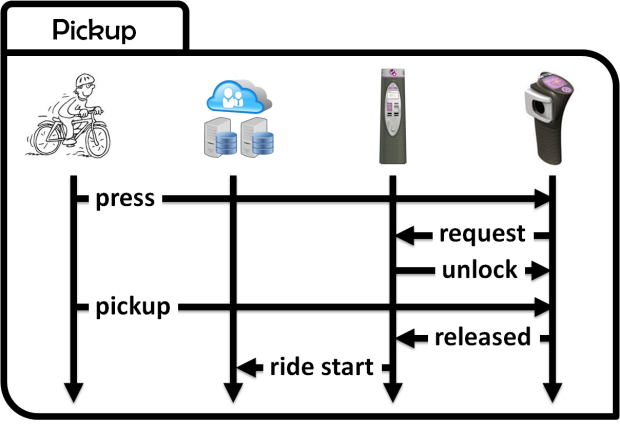 Pickup
press
request
unlock
pickup
released
ride start